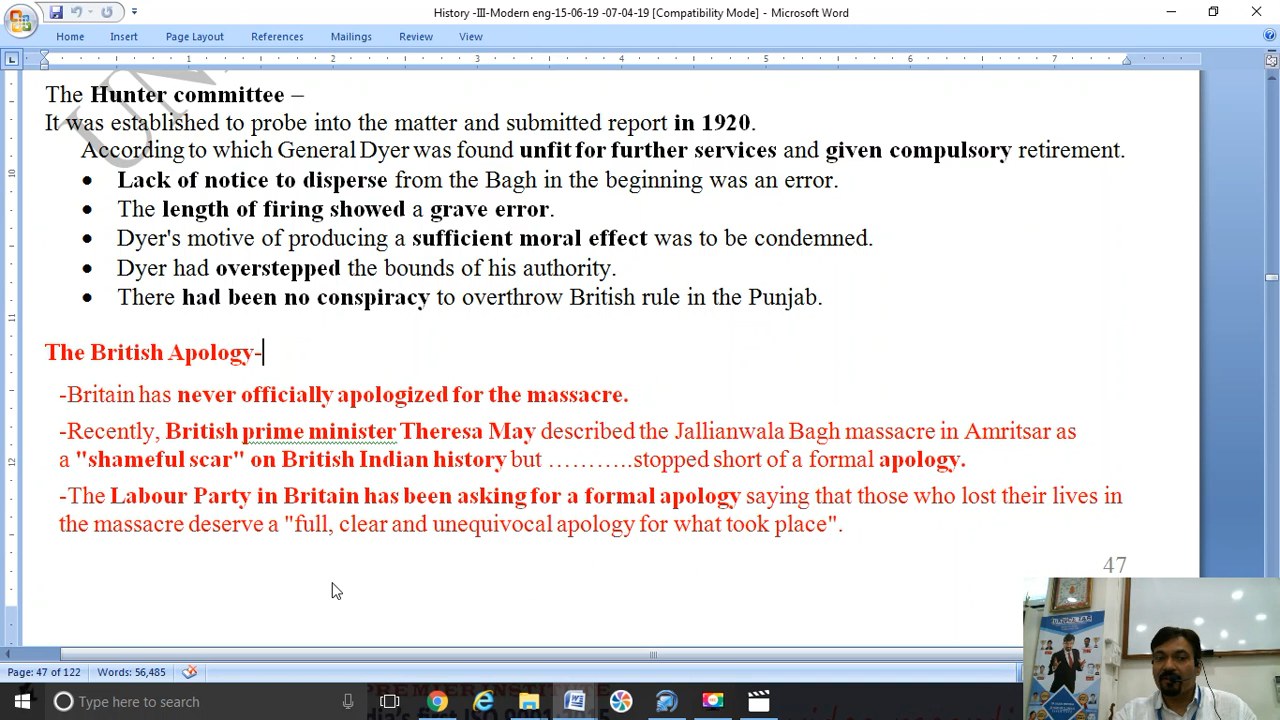 History -III-Modern eng-15-06-19 -07-04-19 [Compatibility Mode] - Microsoft Word
Home Insert Page Layout References Mailings Review View
1 2 3 4 5 6 7
The Hunter committee –
It was established to probe into the matter and submitted report in 1920.
According to which General Dyer was found unfit for further services and given compulsory retirement.
• Lack of notice to disperse from the Bagh in the beginning was an error.
• The length of firing showed a grave error.
• Dyer's motive of producing a sufficient moral effect was to be condemned.
• Dyer had overstepped the bounds of his authority.
• There had been no conspiracy to overthrow British rule in the Punjab.
The British Apology-
-Britain has never officially apologized for the massacre.
-Recently, British prime minister Theresa May described the Jallianwala Bagh massacre in Amritsar as
a "shameful scar" on British Indian history but ………..stopped short of a formal apology.
-The Labour Party in Britain has been asking for a formal apology saying that those who lost their lives in
the massacre deserve a "full, clear and unequivocal apology for what took place".
47
Page: 47 of 122 Words: 56,485
Type here to search